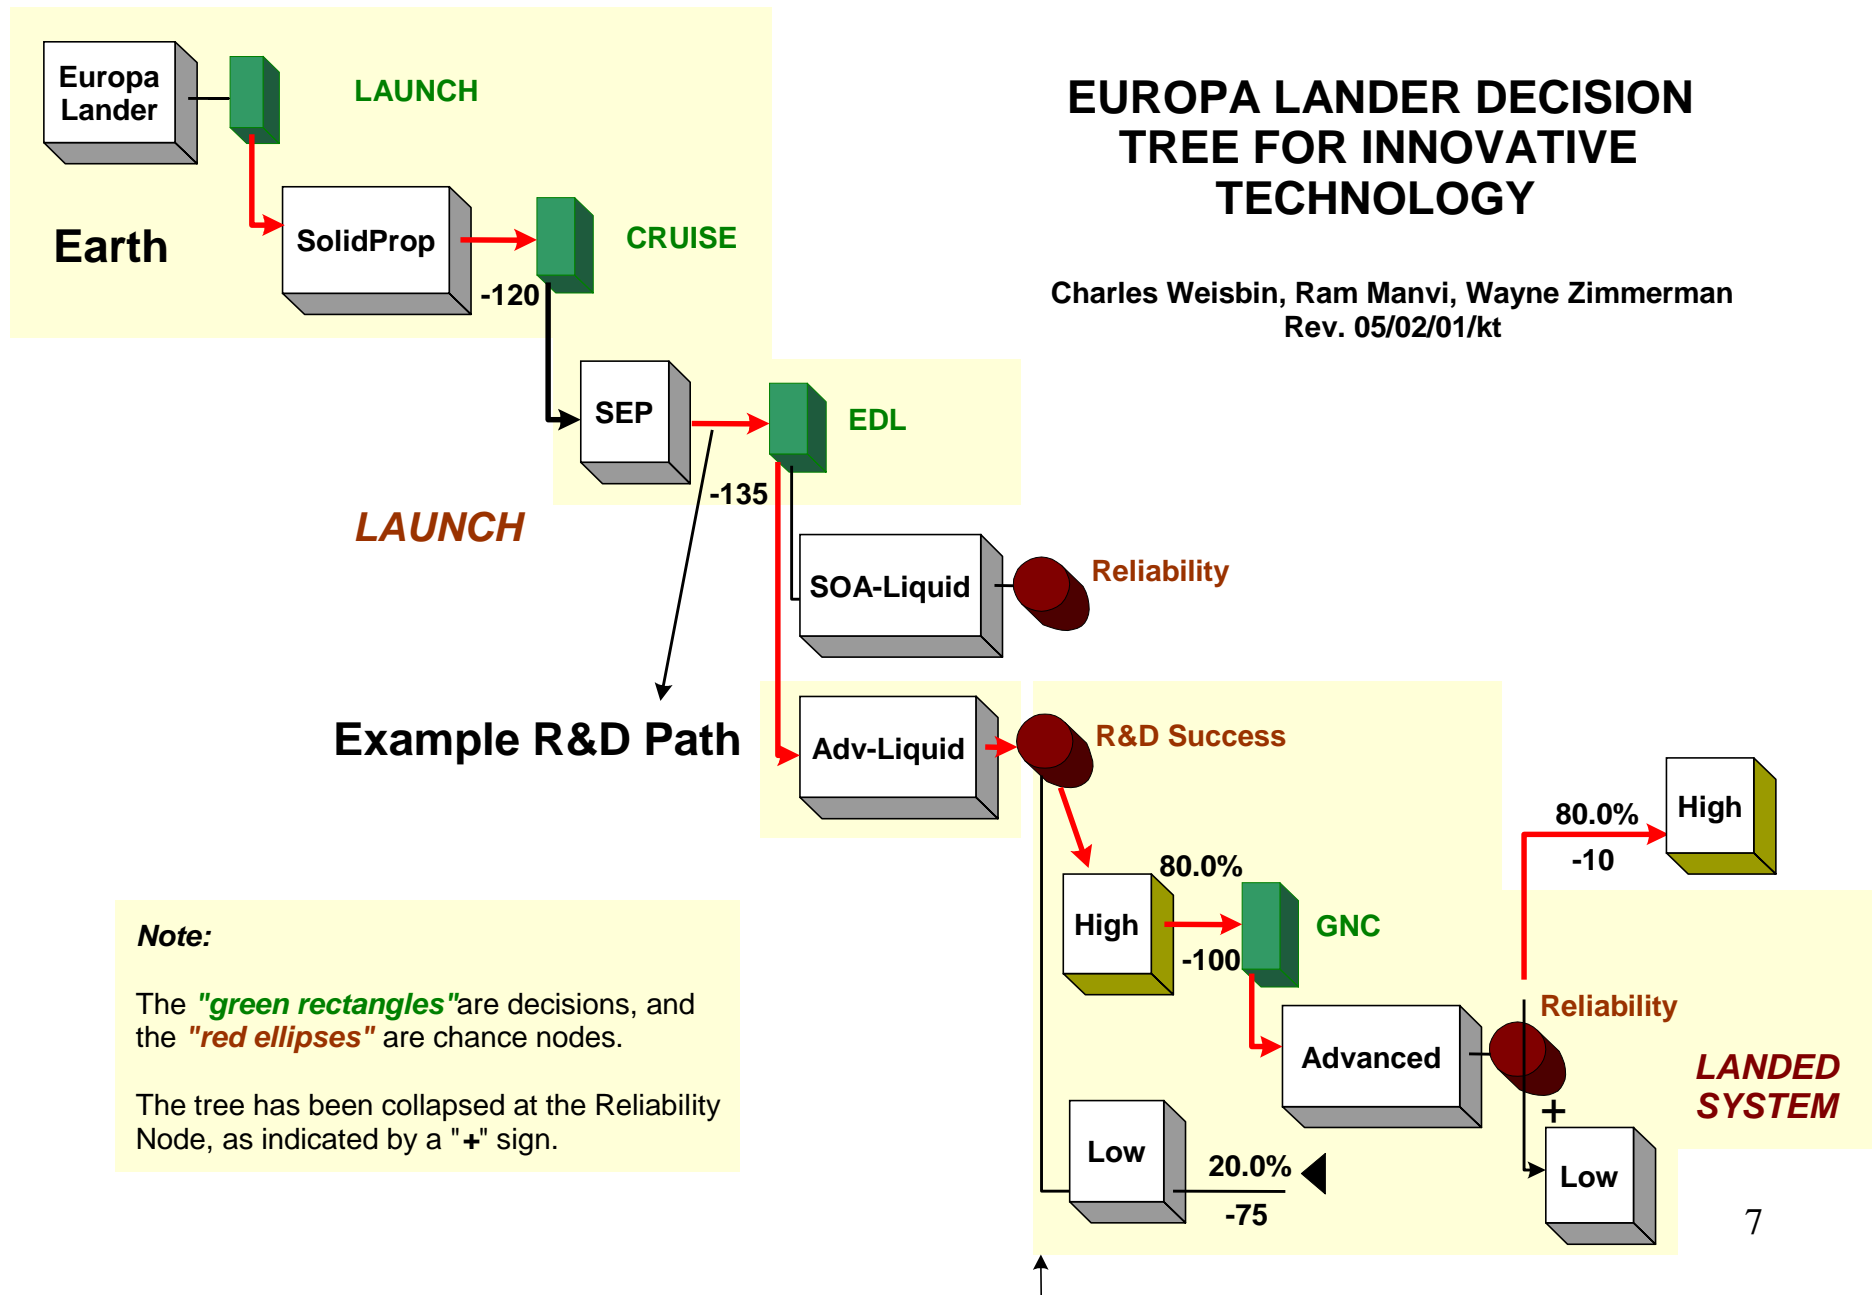 EUROPA LANDER DECISION
TREE FOR INNOVATIVE
TECHNOLOGY
Charles Weisbin, Ram Manvi, Wayne Zimmerman
Rev. 05/02/01/kt
Europa
Lander
LAUNCH
Earth
SolidProp
CRUISE
-120
SEP
EDL
-135
LAUNCH
SOA-Liquid
Reliability
Example R&D Path
Adv-Liquid
R&D Success
80.0%
High
-10
80.0%
High
GNC
-100
Reliability
Advanced
LANDED
SYSTEM
+
Low
20.0%
-75
Low
Note:
The "green rectangles"are decisions, and
the "red ellipses" are chance nodes.
The tree has been collapsed at the Reliability
Node, as indicated by a "+" sign.
7